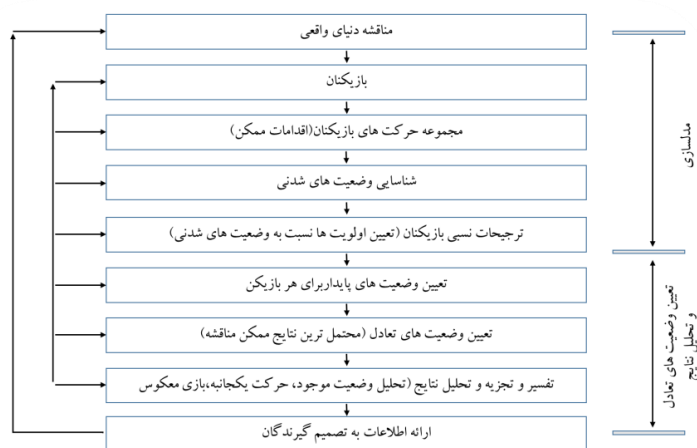 مناقشه دنیای واقعی
بازیکنان
مجموعه حرکت های بازیکنان(اقدامات ممکن)
شناسایی وضعیت های شدنی
ترجیحات نسبی بازیکنان (تعیین اولویت ها نسبت به وضعیت های شدنی)
تعیین وضعیت های پایداربرای هر بازیکن
تعیین وضعیت های تعادل (محتمل ترین نتایج ممکن مناقشه)
تفسیر و تجزیه و تحلیل نتایج (تحلیل وضعیت موجود، حرکت یکجانبه،بازی معکوس
ارائه اطلاعات به تصمیم گیرندگان
مدلسازی
تعیین وضعیت های تعادل
و تحلیل نتایج